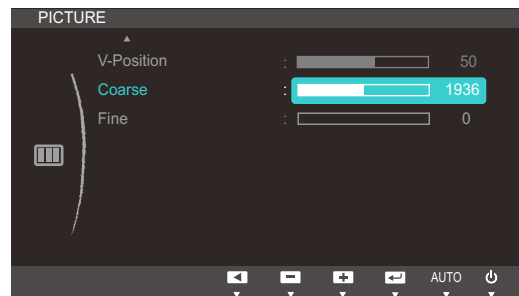 PICTURE
V-Position : 50
Coarse : 1936
Fine : 0
AUTO